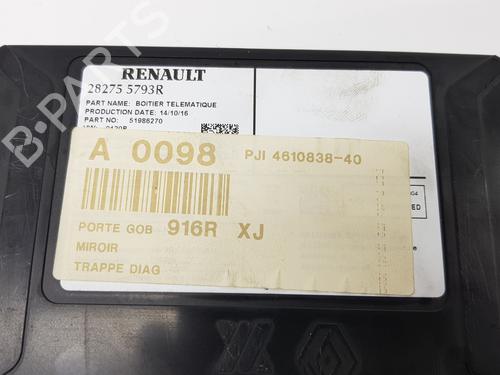 RENAULT
28275 5793R
PART NAME: BOITIER TELEMATIQUE
PRODUCTION DATE: 14/10/16
PART NO: 51986270
A 0098 PJI 4610838-40
PORTE GOB 916R XJ
MIROIR
TRAPPE DIAG
B-PARTS